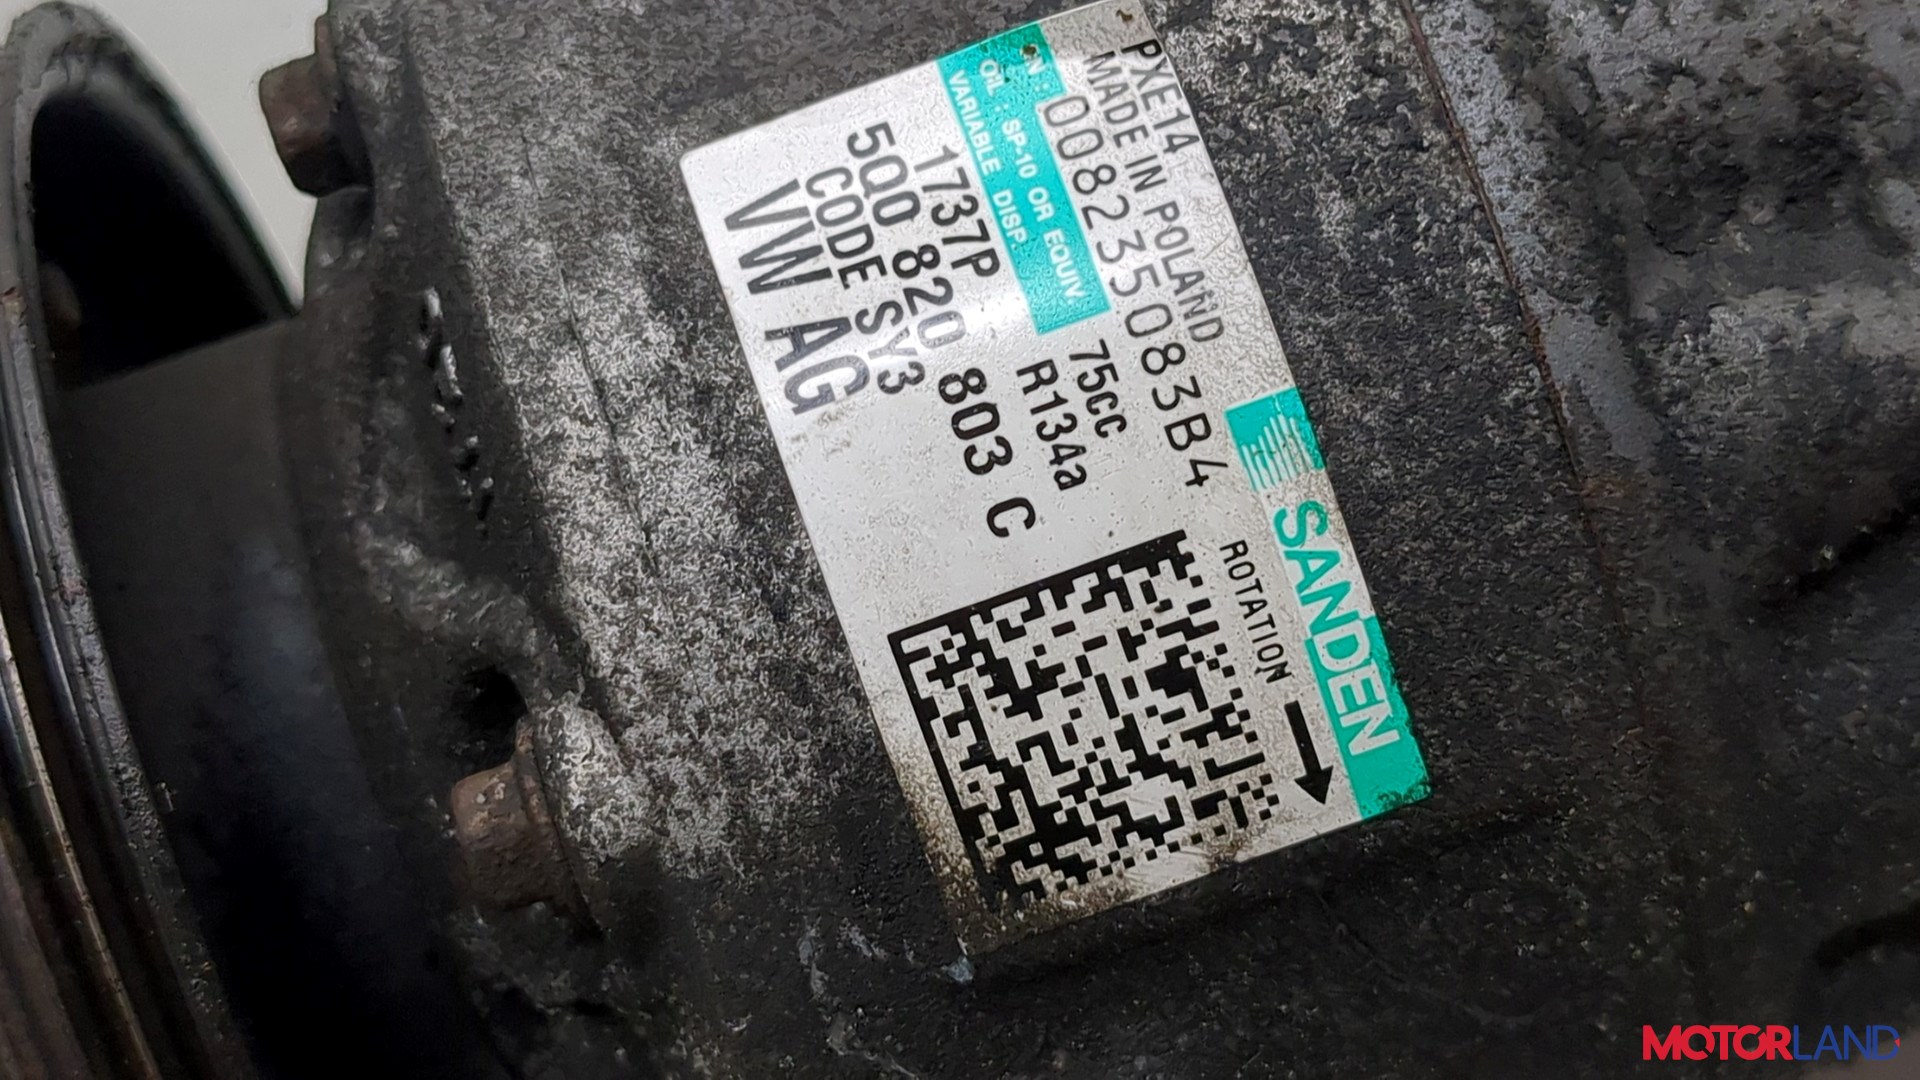 PXE14
MADE IN POLAND
SANDEN
SN: 008235083B4
OIL : SP-10 OR EQUIV.
VARIABLE DISP.
75CC
R134a
ROTATION
1737P
5Q0 820 803 C
CODE SY3
VW AG
MOTORLAND